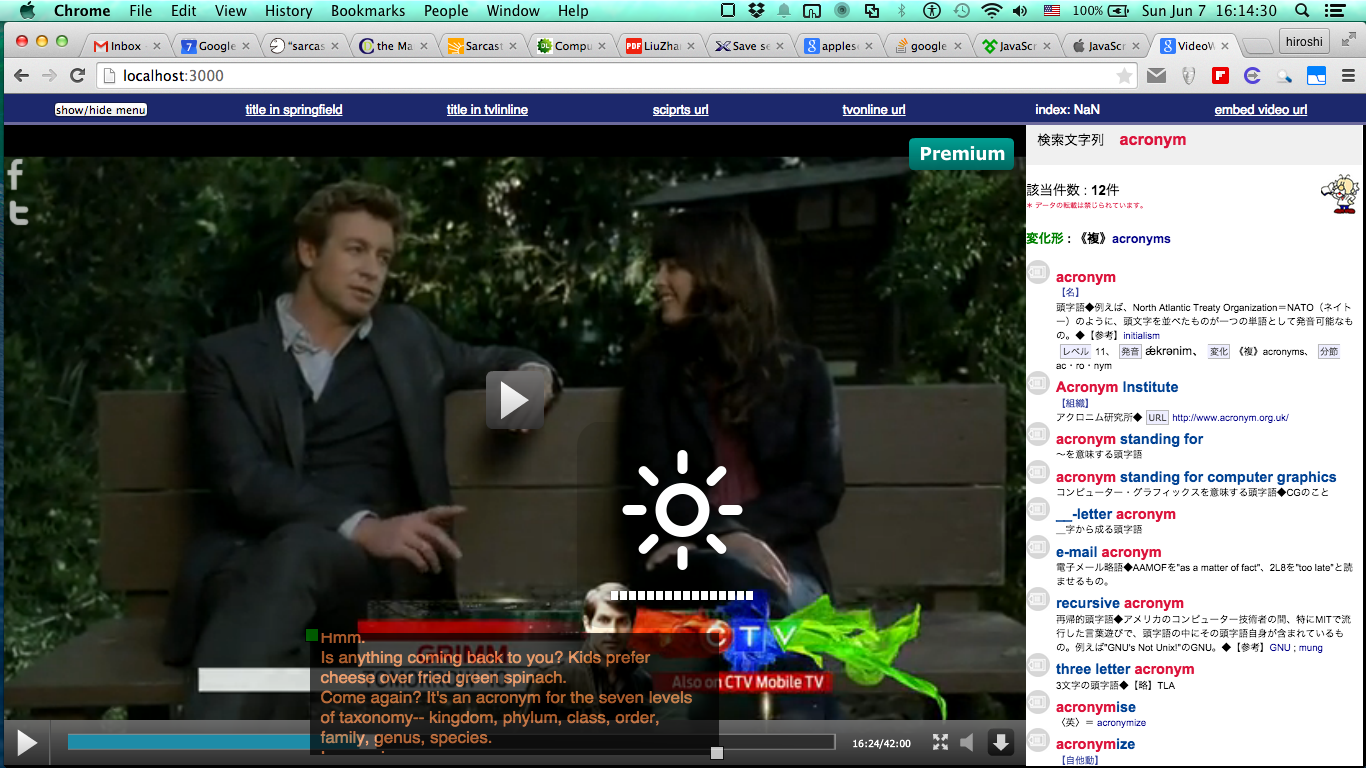 Chrome File Edit View History Bookmarks People Window Help 100% Sun Jun 7 16:14:30
Inbox Google "sarcas the Ma Sarcast Compu LiuZhan Save se applesc google JavaScr JavaScr VideoW hiroshi
localhost:3000
show/hide menu title in springfield title in tvlinline sciprts url tvonline url index: NaN embed video url
Premium
CTV
GRIMM
Also on CTV Mobile TV
Hmm.
Is anything coming back to you? Kids prefer
cheese over fried green spinach.
Come again? It's an acronym for the seven levels
of taxonomy-- kingdom, phylum, class, order,
family, genus, species.
16:24/42:00
検索文字列 acronym
該当件数 : 12件
* データの転載は禁じられています。
変化形 : 《複》acronyms
acronym
【名】
頭字語◆例えば、North Atlantic Treaty Organization＝NATO（ネイト
ー）のように、頭文字を並べたものが一つの単語として発音可能なも
の。◆【参考】initialism
レベル 11、 発音 ǽkrənim、 変化 《複》acronyms、 分節
ac・ro・nym
Acronym Institute
【組織】
アクロニム研究所◆ URL http://www.acronym.org.uk/
acronym standing for
～を意味する頭字語
acronym standing for computer graphics
コンピューター・グラフィックスを意味する頭字語◆CGのこと
__-letter acronym
__字から成る頭字語
e-mail acronym
電子メール略語◆AAMOFを"as a matter of fact"、2L8を"too late"と読
ませるもの。
recursive acronym
再帰的頭字語◆アメリカのコンピューター技術者の間、特にMITで流
行した言葉遊びで、頭字語の中にその頭字語自身が含まれているも
の。例えば"GNU's Not Unix!"のGNU。◆【参考】GNU ; mung
three letter acronym
3文字の頭字語◆【略】TLA
acronymise
〈英〉＝ acronymize
acronymize
【自他動】